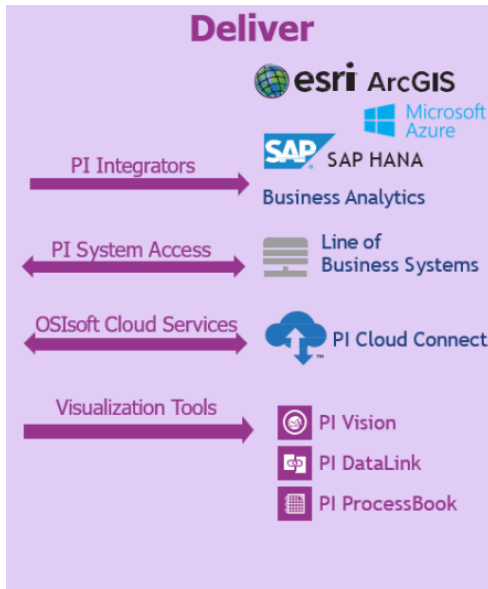 Deliver
esri ArcGIS
Microsoft
Azure
SAP SAP HANA
PI Integrators
Business Analytics
PI System Access
Line of
Business Systems
OSIsoft Cloud Services
PI Cloud Connect
TM
Visualization Tools
PI Vision
PI DataLink
PI ProcessBook